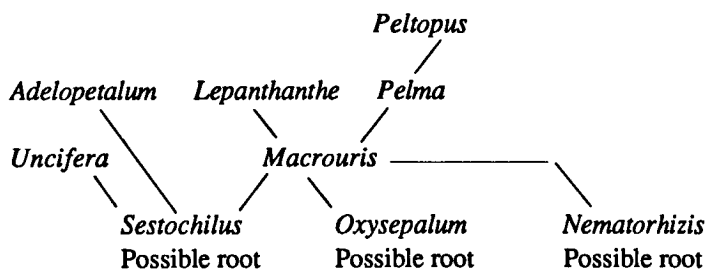 Peltopus
Adelopetalum Lepanthanthe Pelma
Uncifera Macrouris
Sestochilus Oxysepalum Nematorhizis
Possible root Possible root Possible root